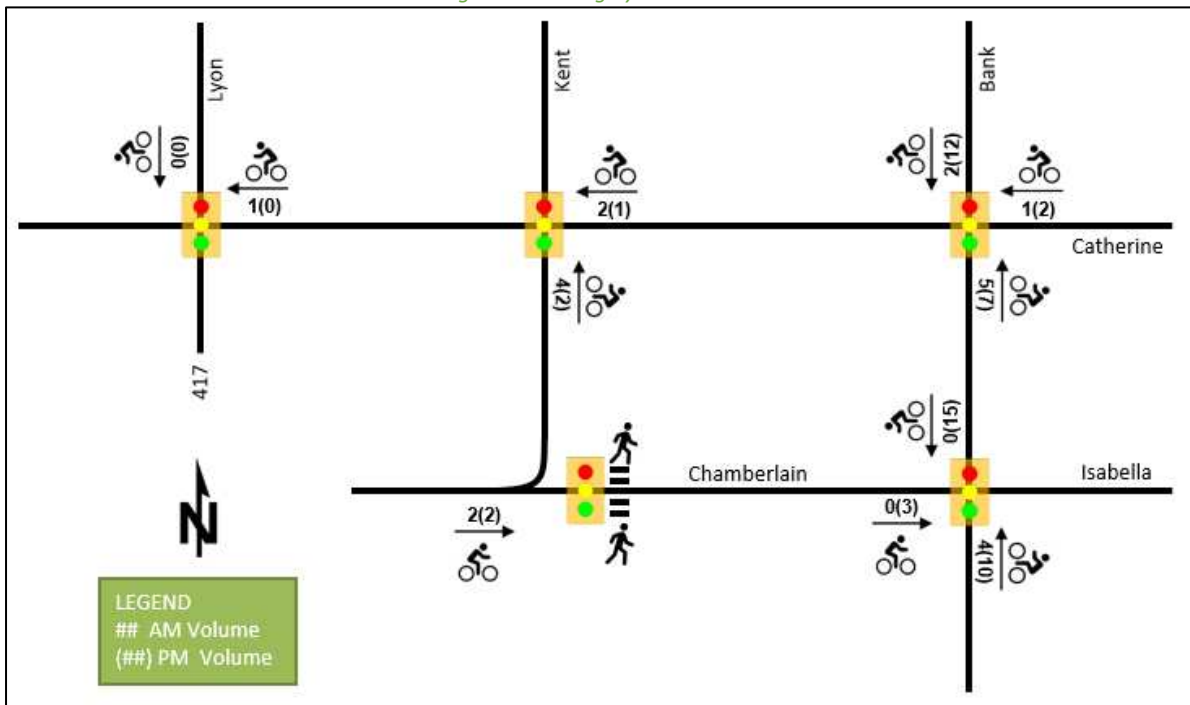 Lyon
Kent
Bank
0(0)
1(0)
2(1)
2(12)
1(2)
Catherine
4(2)
5(7)
417
0(15)
Chamberlain
Isabella
2(2)
0(3)
4(10)
N
LEGEND
## AM Volume
(##) PM Volume